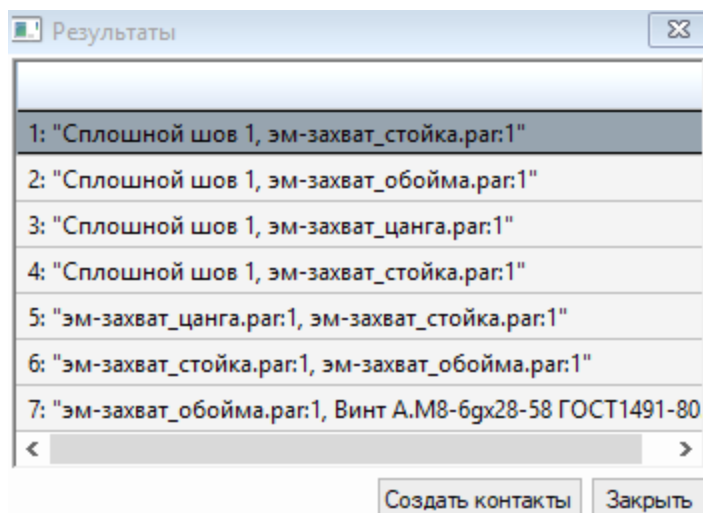 Результаты
1: "Сплошной шов 1, эм-захват_стойка.par:1"
2: "Сплошной шов 1, эм-захват_обойма.par:1"
3: "Сплошной шов 1, эм-захват_цанга.par:1"
4: "Сплошной шов 1, эм-захват_стойка.par:1"
5: "эм-захват_цанга.par:1, эм-захват_стойка.par:1"
6: "эм-захват_стойка.par:1, эм-захват_обойма.par:1"
7: "эм-захват_обойма.par:1, Винт А.М8-6gх28-58 ГОСТ1491-80
Создать контакты Закрыть